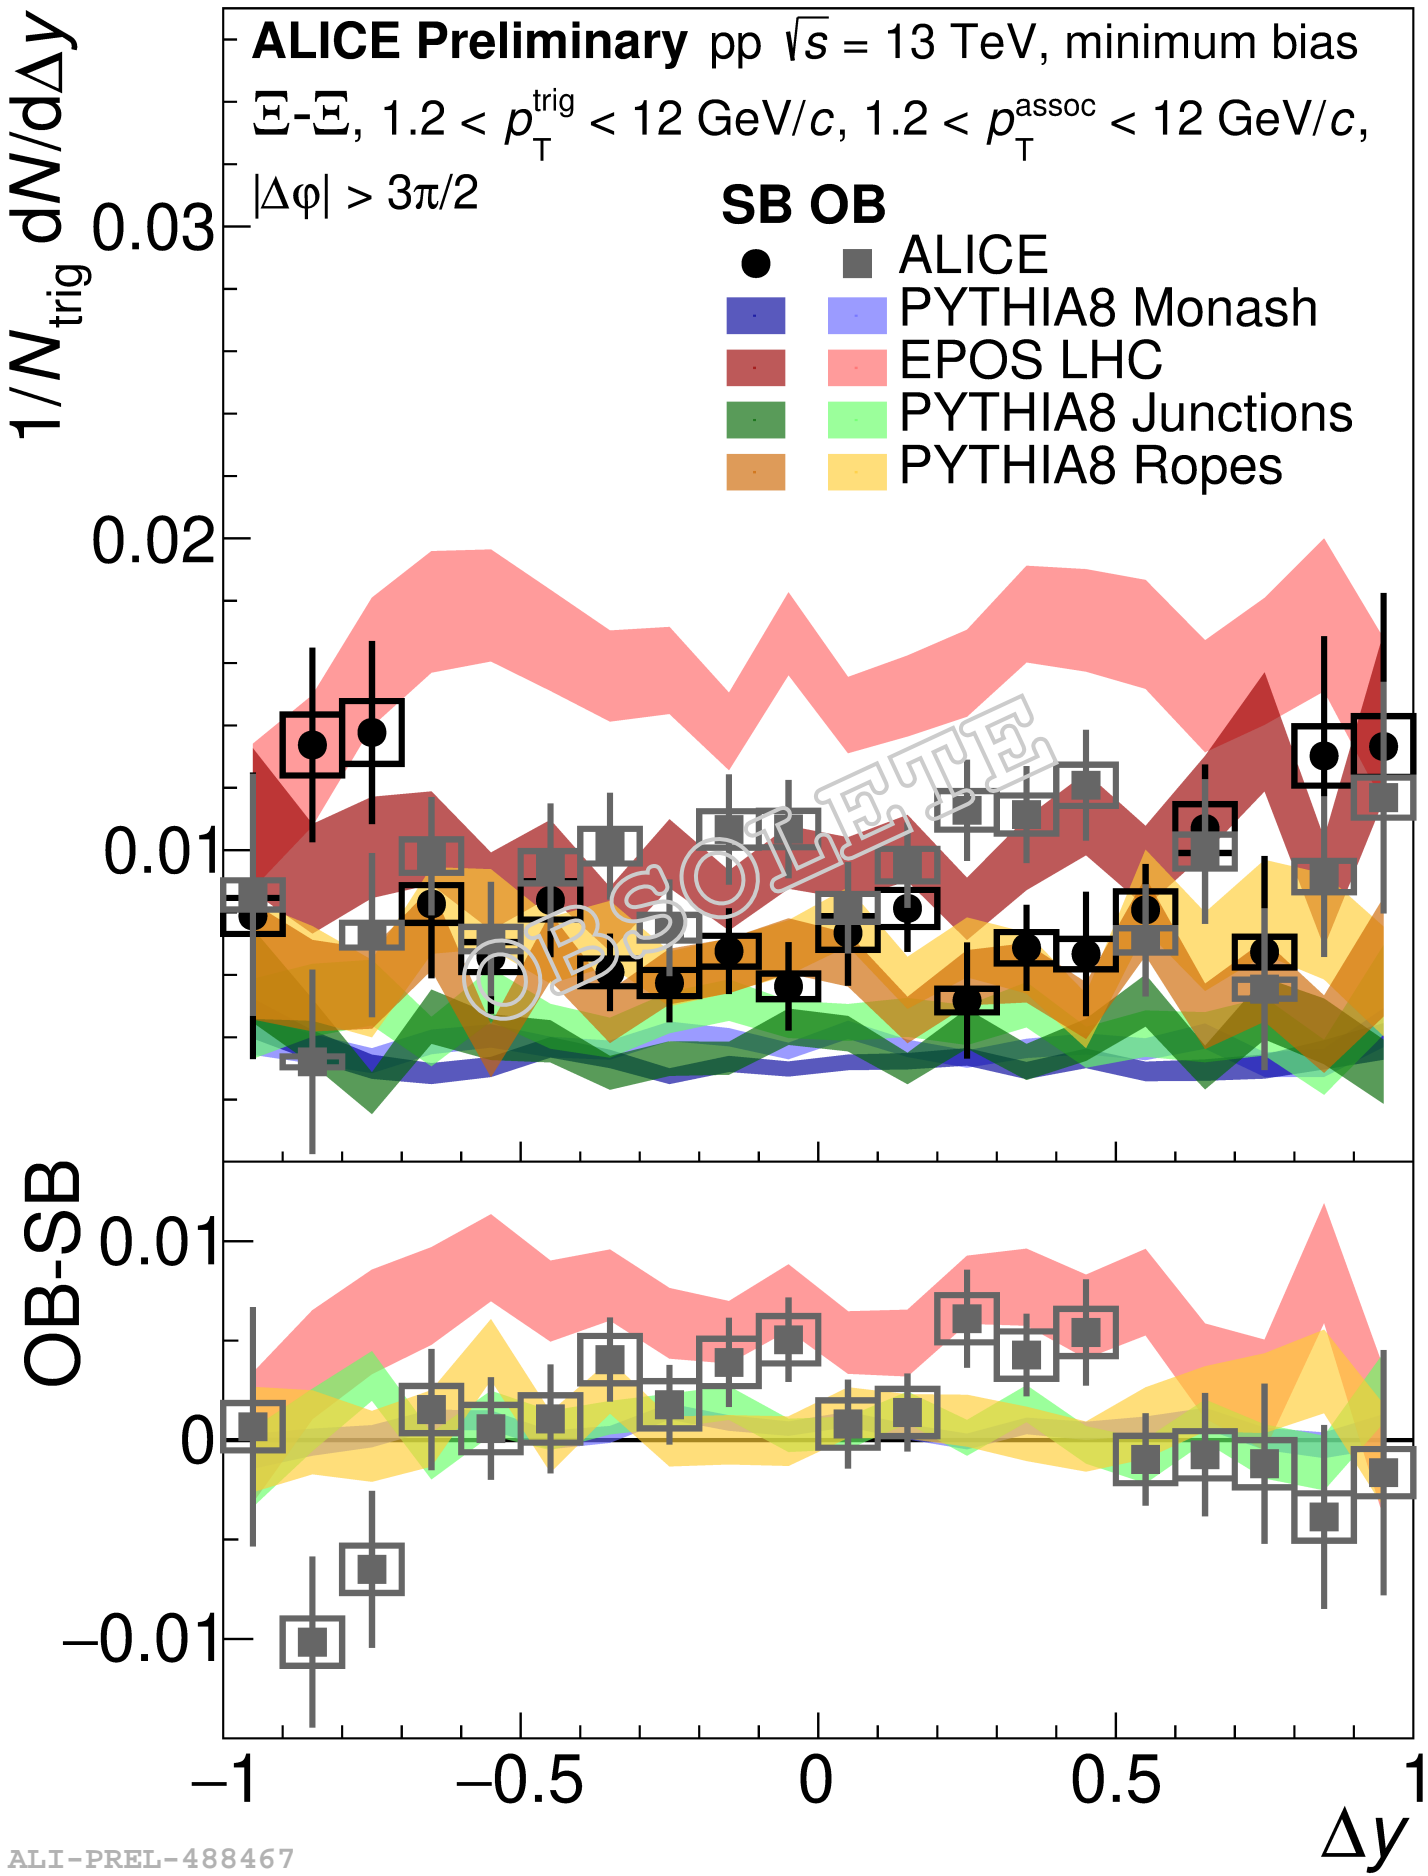 ALICE Preliminary pp √s = 13 TeV, minimum bias
Ξ-Ξ, 1.2 < p_T^trig < 12 GeV/c, 1.2 < p_T^assoc < 12 GeV/c,
|Δφ| > 3π/2
1/N_trig dN/dΔy
SB OB
ALICE
PYTHIA8 Monash
EPOS LHC
PYTHIA8 Junctions
PYTHIA8 Ropes
0.03
0.02
0.01
OBSOLETE
OB-SB
0.01
0
−0.01
−1 −0.5 0 0.5 1
Δy
ALI-PREL-488467